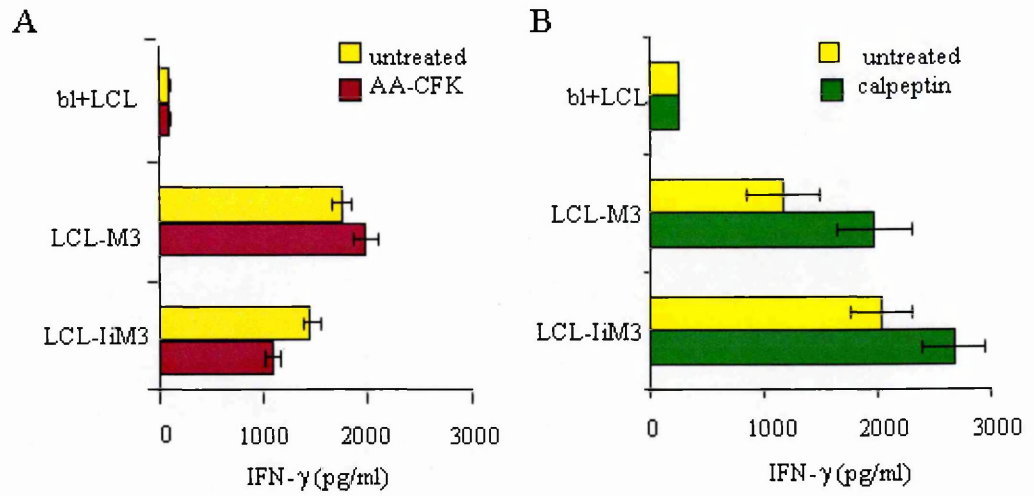 A
untreated
AA-CFK
bl+LCL
LCL-M3
LCL-IiM3
0 1000 2000 3000
IFN-γ (pg/ml)
B
untreated
calpeptin
bl+LCL
LCL-M3
LCL-IiM3
0 1000 2000 3000
IFN-γ (pg/ml)